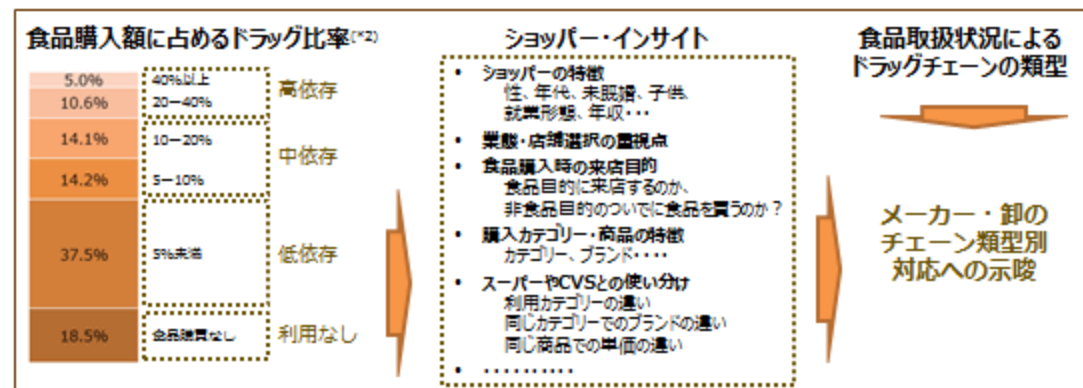 食品購入額に占めるドラッグ比率(*2)
5.0%
40%以上
10.6%
20－40%
高依存
14.1%
10－20%
14.2%
5－10%
中依存
37.5%
5%未満
低依存
18.5%
食品購買なし
利用なし
ショッパー・インサイト
• ショッパーの特徴
性、年代、未既婚、子供、
就業形態、年収・・・
• 業態・店舗選択の重視点
• 食品購入時の来店目的
食品目的に来店するのか、
非食品目的のついでに食品を買うのか？
• 購入カテゴリー・商品の特徴
カテゴリー、ブランド・・・・
• スーパーやCVSとの使い分け
利用カテゴリーの違い
同じカテゴリーでのブランドの違い
同じ商品での単価の違い
• ・・・・・・・・・・
食品取扱状況による
ドラッグチェーンの類型
メーカー・卸の
チェーン類型別
対応への示唆